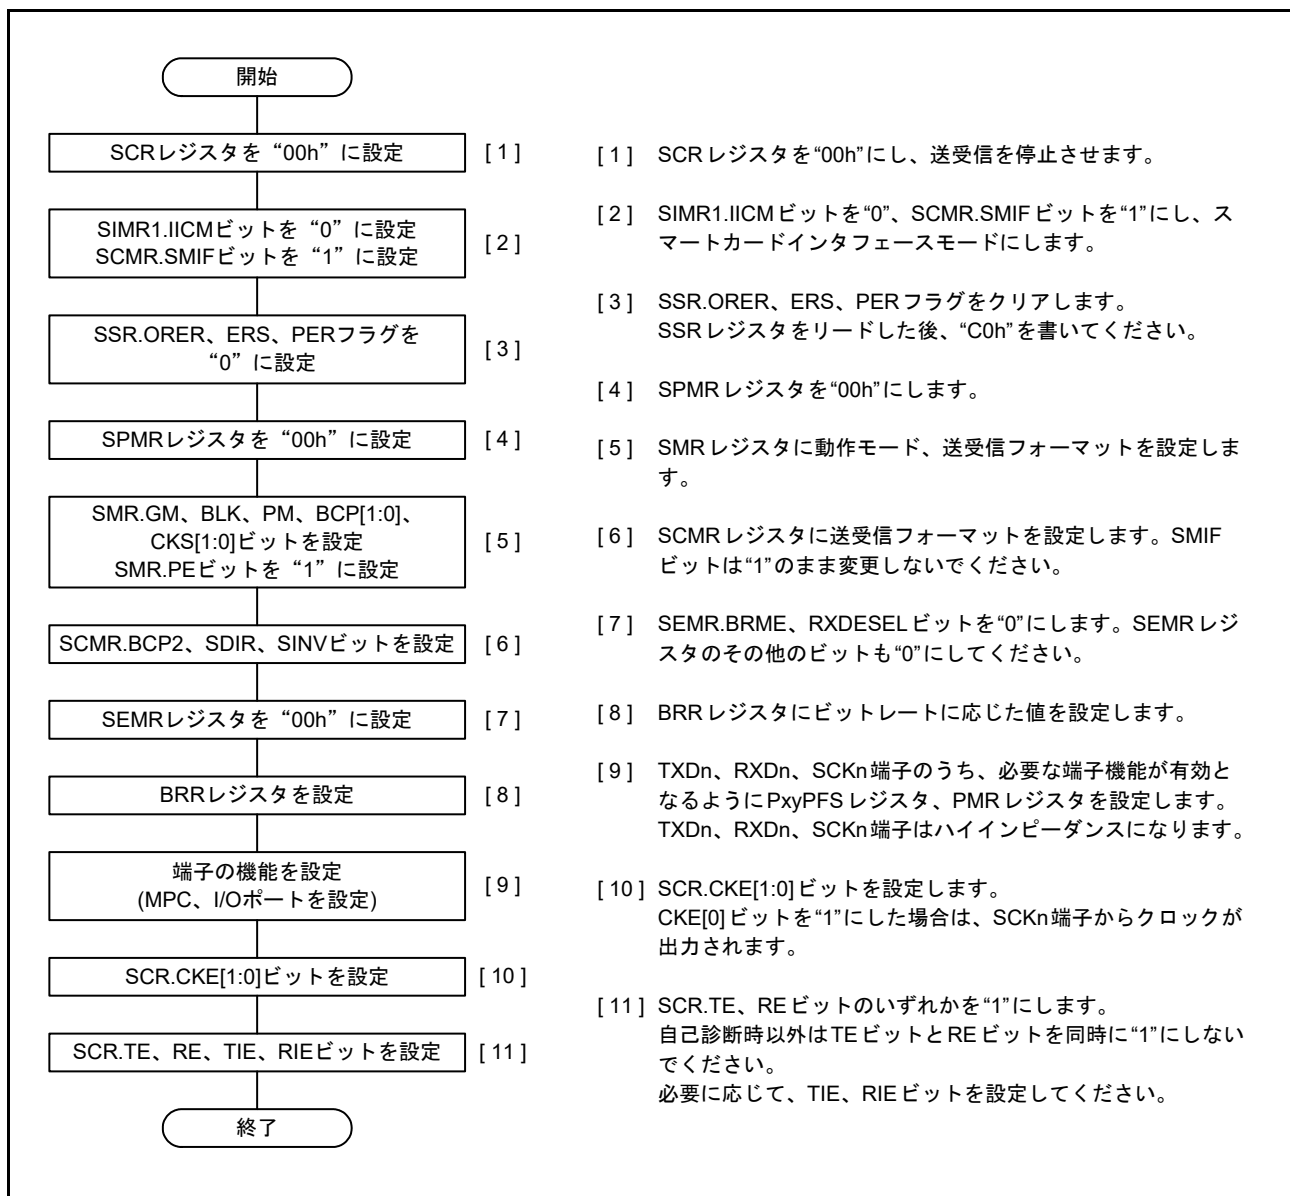 開始
SCRレジスタを“00h”に設定
[ 1 ]
SIMR1.IICMビットを“0”に設定
SCMR.SMIFビットを“1”に設定
[ 2 ]
SSR.ORER、ERS、PERフラグを
“0”に設定
[ 3 ]
SPMRレジスタを“00h”に設定
[ 4 ]
SMR.GM、BLK、PM、BCP[1:0]、
CKS[1:0]ビットを設定
SMR.PEビットを“1”に設定
[ 5 ]
SCMR.BCP2、SDIR、SINVビットを設定
[ 6 ]
SEMRレジスタを“00h”に設定
[ 7 ]
BRRレジスタを設定
[ 8 ]
端子の機能を設定
(MPC、I/Oポートを設定)
[ 9 ]
SCR.CKE[1:0]ビットを設定
[ 10 ]
SCR.TE、RE、TIE、RIEビットを設定
[ 11 ]
終了
[ 1 ] SCRレジスタを“00h”にし、送受信を停止させます。
[ 2 ] SIMR1.IICMビットを“0”、SCMR.SMIFビットを“1”にし、ス
マートカードインタフェースモードにします。
[ 3 ] SSR.ORER、ERS、PERフラグをクリアします。
SSRレジスタをリードした後、“C0h”を書いてください。
[ 4 ] SPMRレジスタを“00h”にします。
[ 5 ] SMRレジスタに動作モード、送受信フォーマットを設定しま
す。
[ 6 ] SCMRレジスタに送受信フォーマットを設定します。SMIF
ビットは“1”のまま変更しないでください。
[ 7 ] SEMR.BRME、RXDESELビットを“0”にします。SEMRレジ
スタのその他のビットも“0”にしてください。
[ 8 ] BRRレジスタにビットレートに応じた値を設定します。
[ 9 ] TXDn、RXDn、SCKn端子のうち、必要な端子機能が有効と
なるようにPxyPFSレジスタ、PMRレジスタを設定します。
TXDn、RXDn、SCKn端子はハイインピーダンスになります。
[ 10 ] SCR.CKE[1:0]ビットを設定します。
CKE[0]ビットを“1”にした場合は、SCKn端子からクロックが
出力されます。
[ 11 ] SCR.TE、REビットのいずれかを“1”にします。
自己診断時以外はTEビットとREビットを同時に“1”にしない
でください。
必要に応じて、TIE、RIEビットを設定してください。